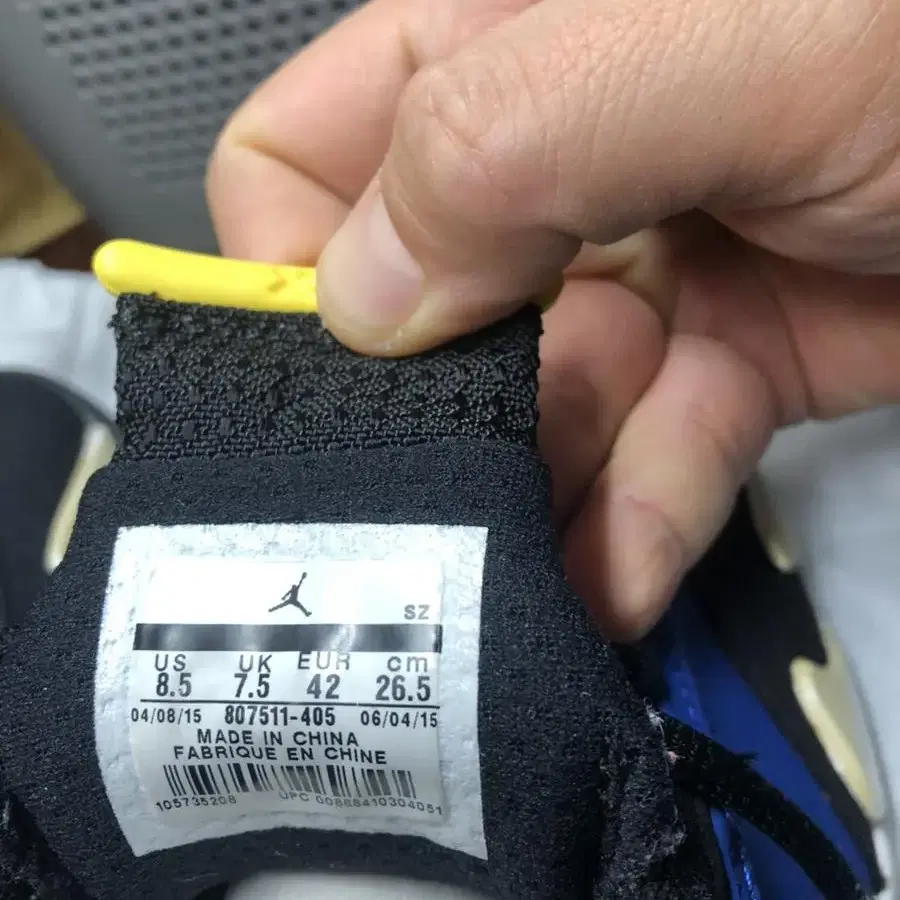 SZ
US UK EUR cm
8.5 7.5 42 26.5
04/08/15 807511-405 06/04/15
MADE IN CHINA
FABRIQUE EN CHINE
105735208 UPC 00888410304051